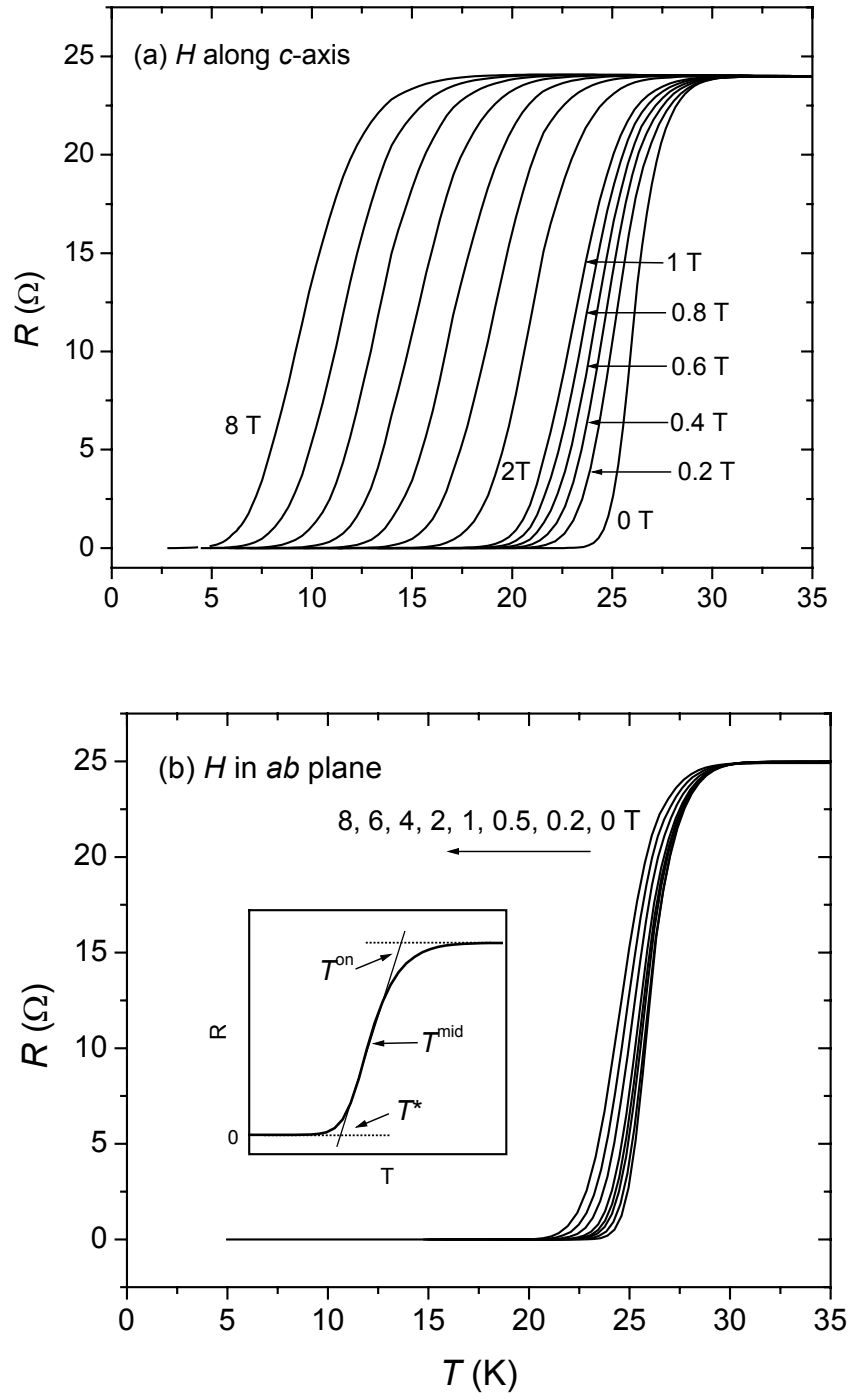 (a) H along c-axis
25
20
15
10
5
0
R (Ω)
1 T
0.8 T
0.6 T
0.4 T
0.2 T
0 T
8 T
2T
0 5 10 15 20 25 30 35
(b) H in ab plane
8, 6, 4, 2, 1, 0.5, 0.2, 0 T
25
20
15
10
5
0
R (Ω)
T^on
T^mid
T*
R
0
T
0 5 10 15 20 25 30 35
T (K)